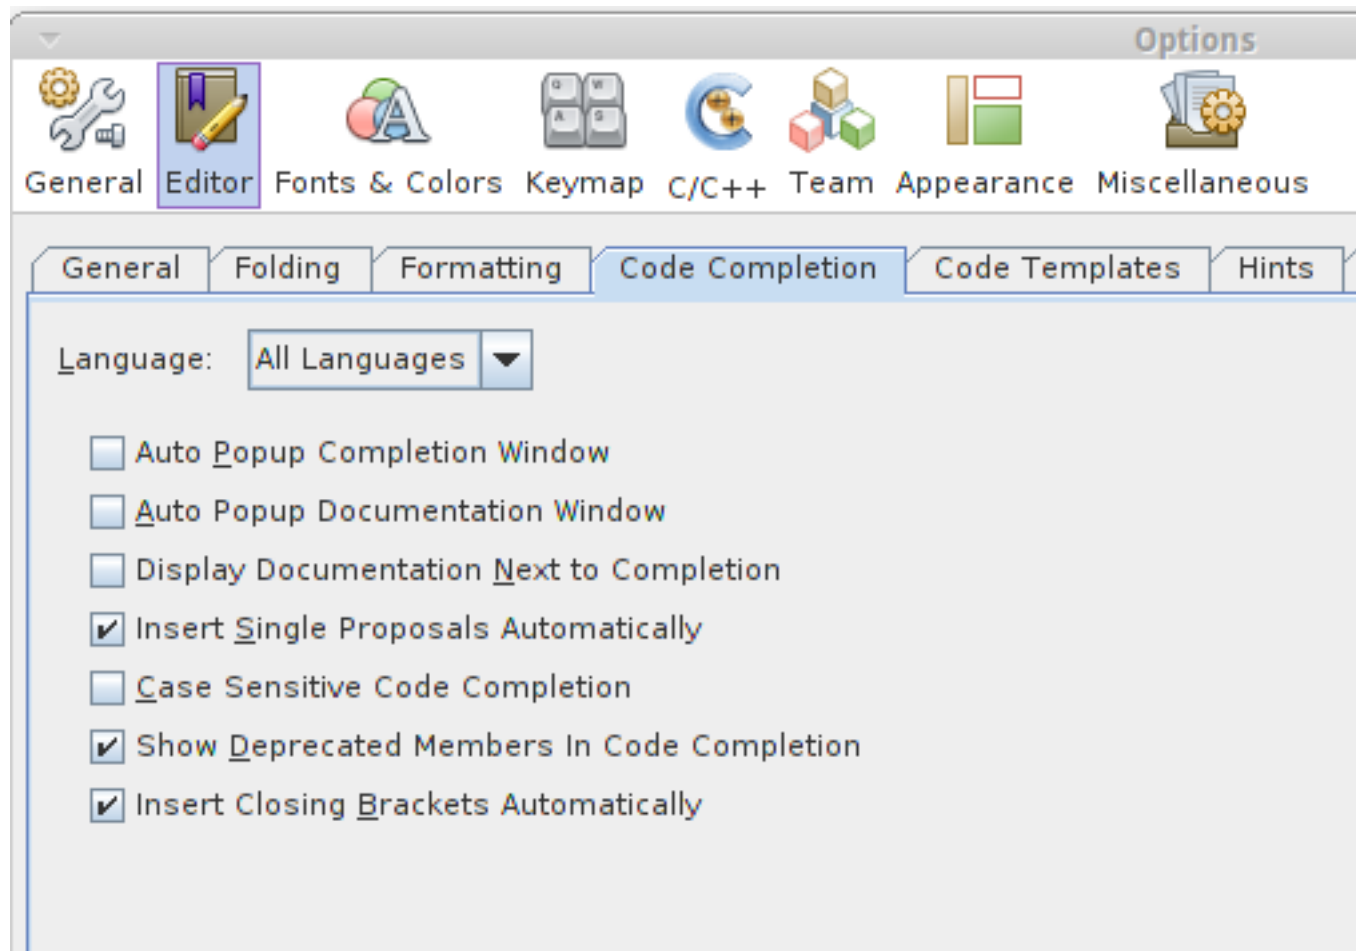 Options
General Editor Fonts & Colors Keymap C/C++ Team Appearance Miscellaneous
General Folding Formatting Code Completion Code Templates Hints
Language: All Languages
Auto Popup Completion Window
Auto Popup Documentation Window
Display Documentation Next to Completion
Insert Single Proposals Automatically
Case Sensitive Code Completion
Show Deprecated Members In Code Completion
Insert Closing Brackets Automatically